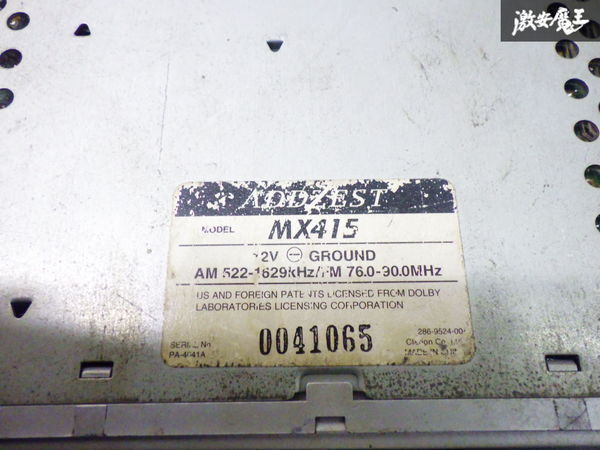 激安魔王
ADDZEST
MODEL MX415
12V ⊖ GROUND
AM 522-1629kHz/FM 76.0-90.0MHz
US AND FOREIGN PATENTS LICENSED FROM DOLBY
LABORATORIES LICENSING CORPORATION
0041065
286-9524-00
SERIAL No.
Clarion Co., Ltd.
PA-4041A
MADE IN